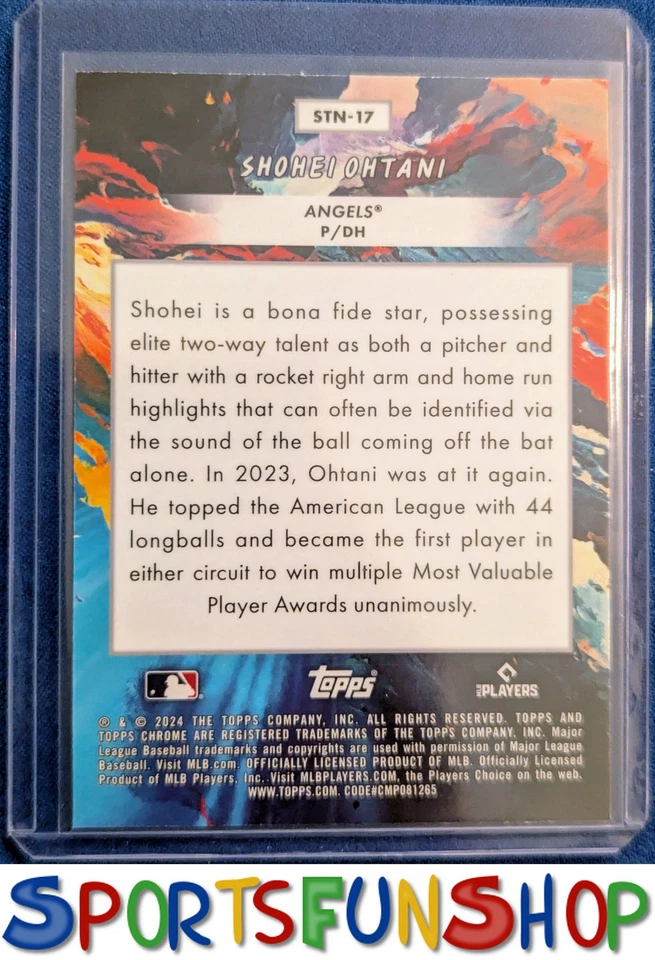 STN-17
SHOHEI OHTANI
ANGELS®
P/DH
Shohei is a bona fide star, possessing
elite two-way talent as both a pitcher and
hitter with a rocket right arm and home run
highlights that can often be identified via
the sound of the ball coming off the bat
alone. In 2023, Ohtani was at it again.
He topped the American League with 44
longballs and became the first player in
either circuit to win multiple Most Valuable
Player Awards unanimously.
topps®
MLB PLAYERS
® & © 2024 THE TOPPS COMPANY, INC. ALL RIGHTS RESERVED. TOPPS AND
TOPPS CHROME ARE REGISTERED TRADEMARKS OF THE TOPPS COMPANY, INC. Major
League Baseball trademarks and copyrights are used with permission of Major League
Baseball. Visit MLB.com. OFFICIALLY LICENSED PRODUCT OF MLB. Officially Licensed
Product of MLB Players, Inc. Visit MLBPLAYERS.COM, the Players Choice on the web.
WWW.TOPPS.COM. CODE#CMP081265
SPORTSFUNSHOP